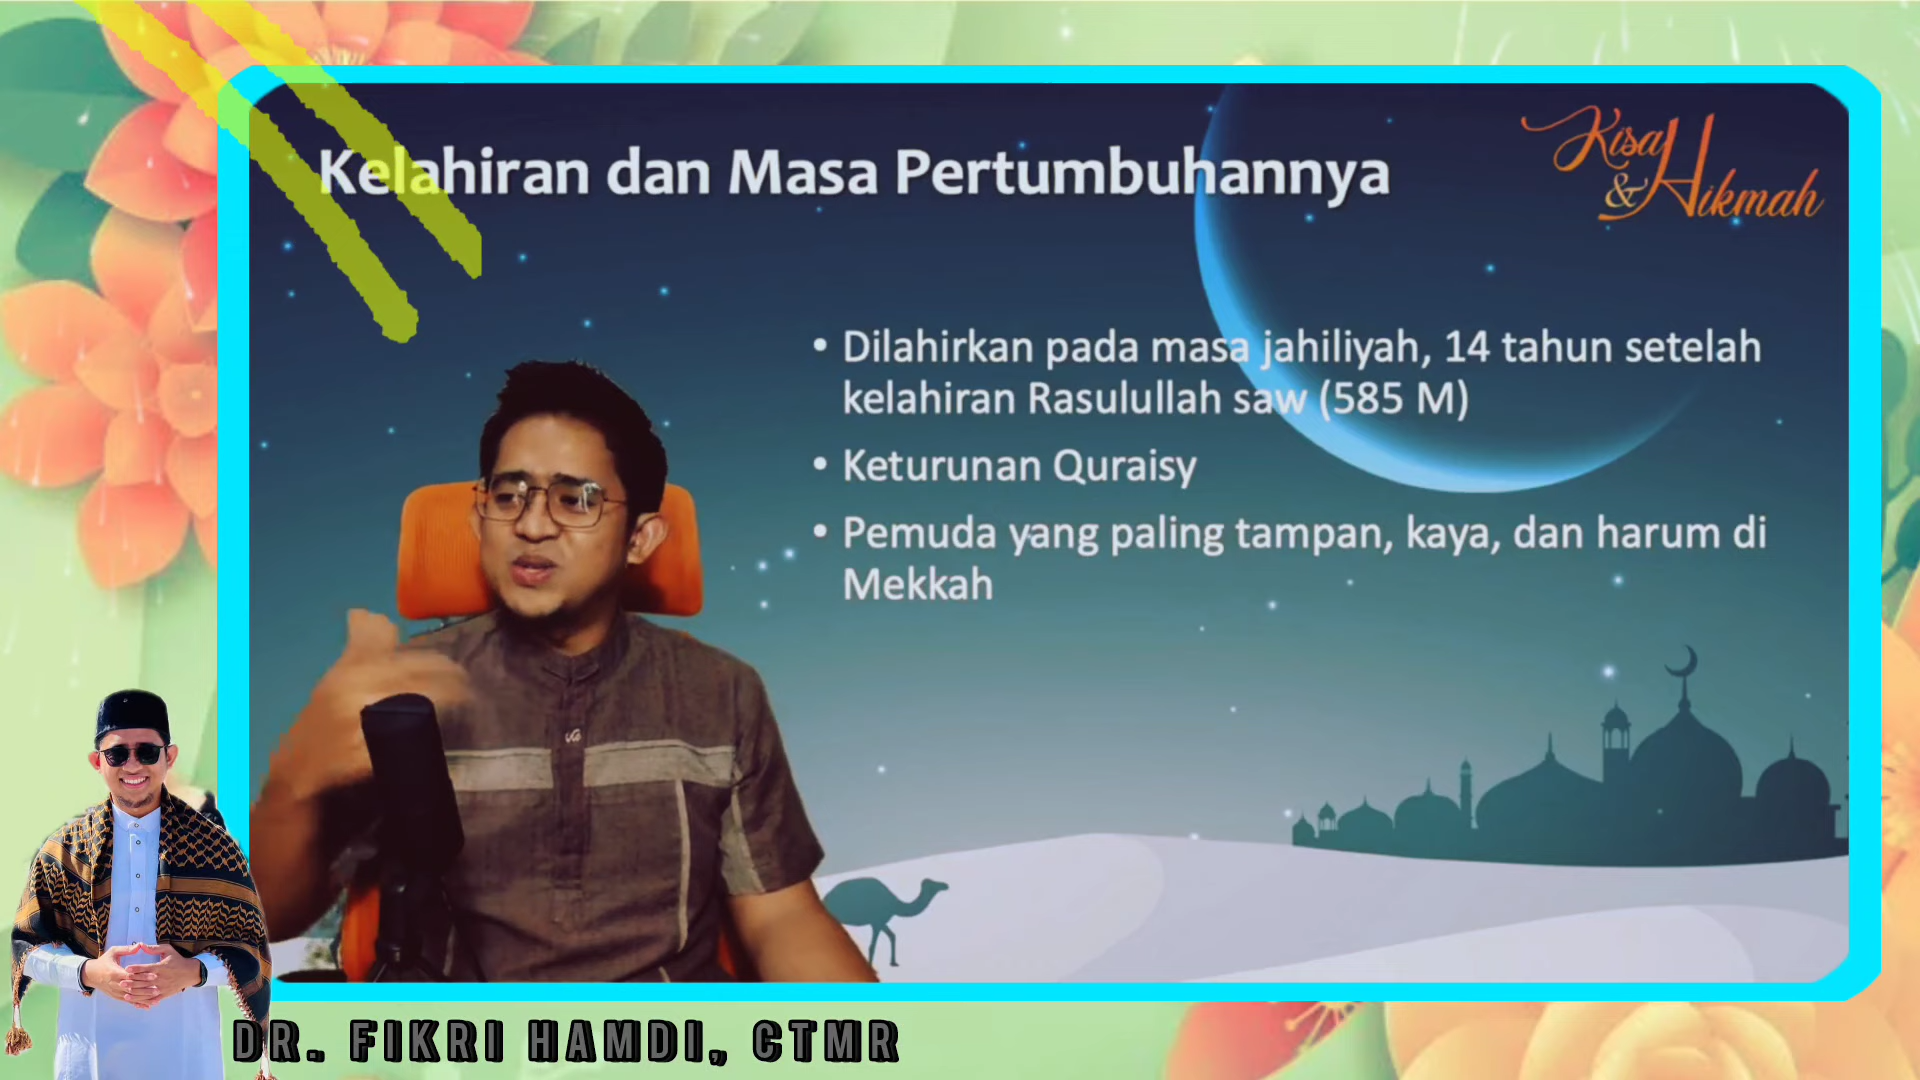 Kelahiran dan Masa Pertumbuhannya
Kisah
& Hikmah
• Dilahirkan pada masa jahiliyah, 14 tahun setelah
kelahiran Rasulullah saw (585 M)
• Keturunan Quraisy
• Pemuda yang paling tampan, kaya, dan harum di
Mekkah
DR. FIKRI HAMDI, CTMR